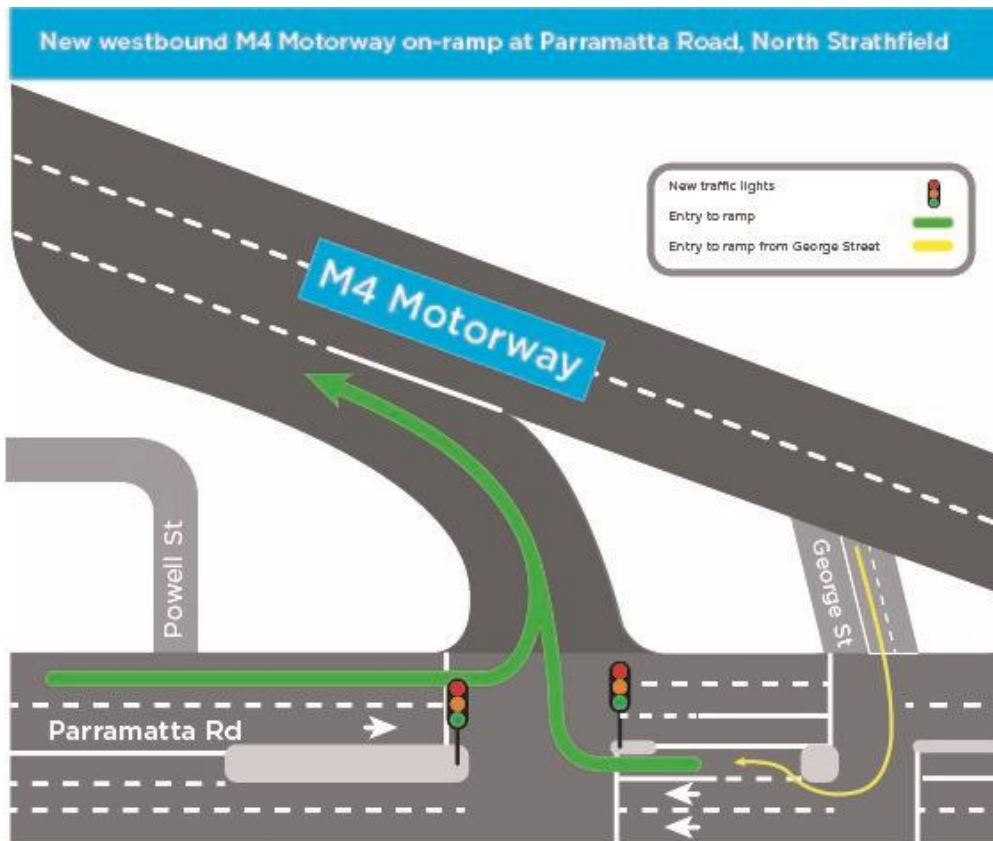 New westbound M4 Motorway on-ramp at Parramatta Road, North Strathfield
New traffic lights
Entry to ramp
Entry to ramp from George Street
M4 Motorway
Powell St
George St
Parramatta Rd